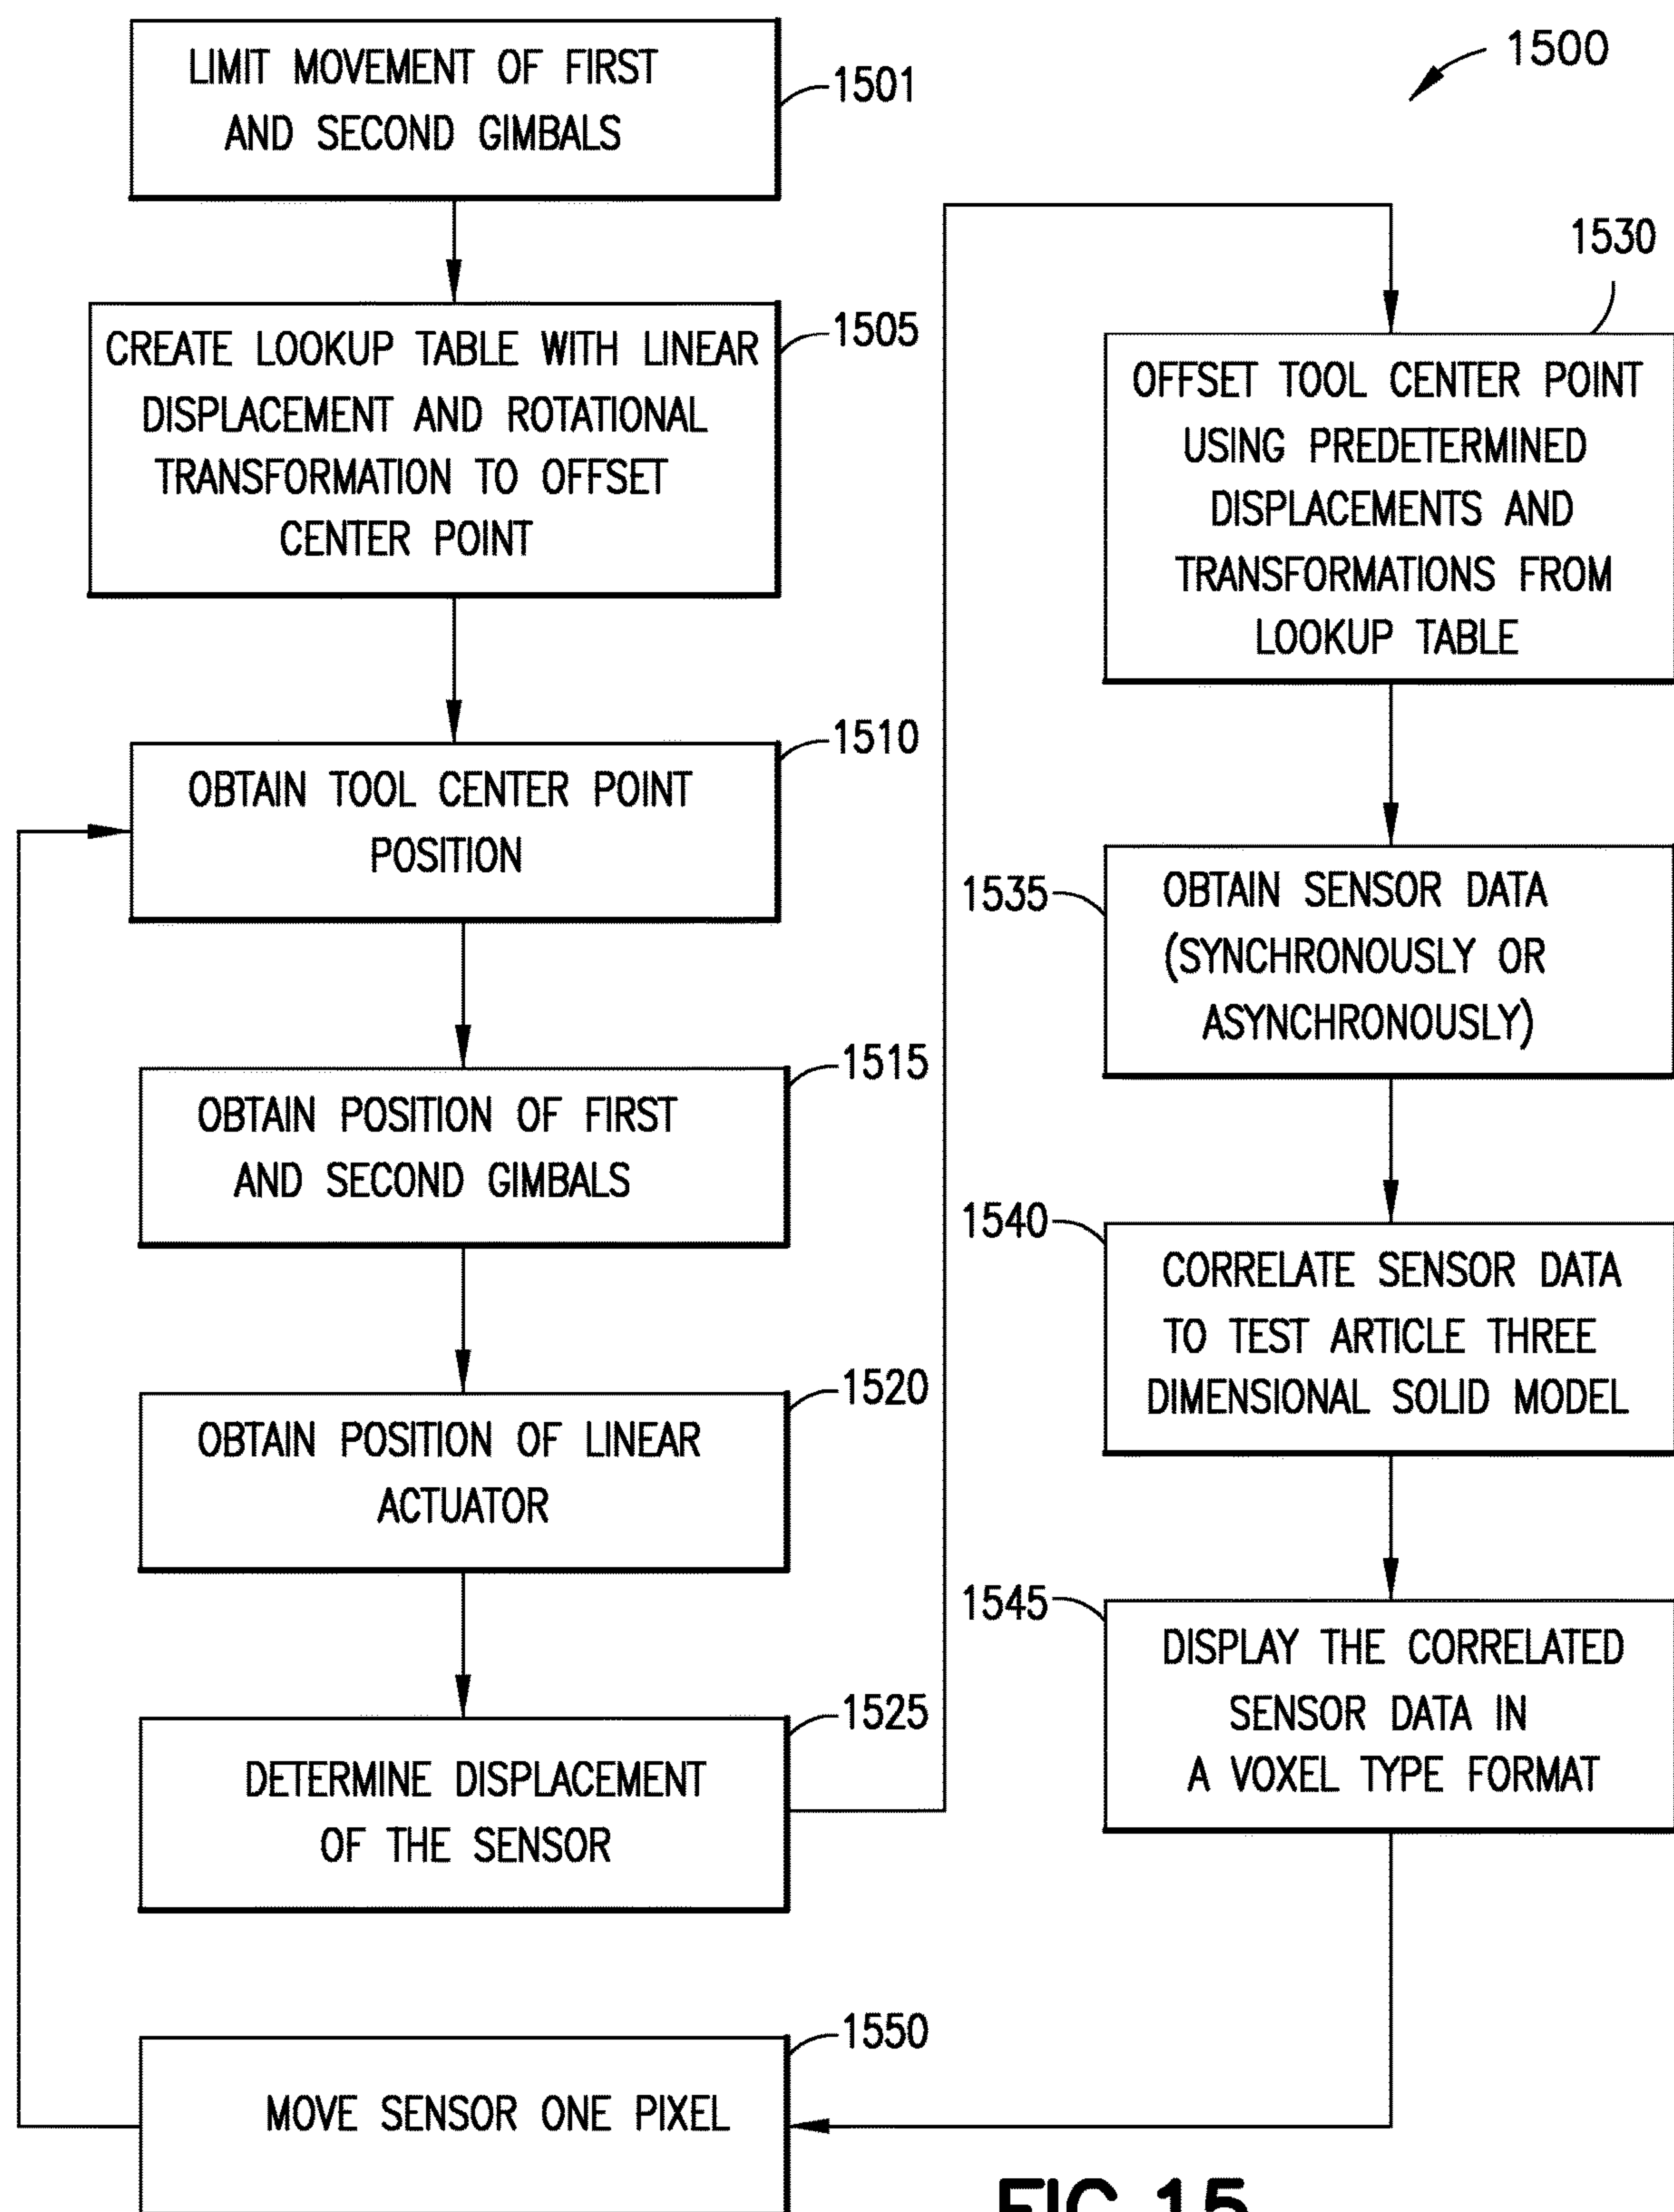 1500
LIMIT MOVEMENT OF FIRST
AND SECOND GIMBALS
1501
CREATE LOOKUP TABLE WITH LINEAR
DISPLACEMENT AND ROTATIONAL
TRANSFORMATION TO OFFSET
CENTER POINT
1505
OBTAIN TOOL CENTER POINT
POSITION
1510
OBTAIN POSITION OF FIRST
AND SECOND GIMBALS
1515
OBTAIN POSITION OF LINEAR
ACTUATOR
1520
DETERMINE DISPLACEMENT
OF THE SENSOR
1525
1530
OFFSET TOOL CENTER POINT
USING PREDETERMINED
DISPLACEMENTS AND
TRANSFORMATIONS FROM
LOOKUP TABLE
1535
OBTAIN SENSOR DATA
(SYNCHRONOUSLY OR
ASYNCHRONOUSLY)
1540
CORRELATE SENSOR DATA
TO TEST ARTICLE THREE
DIMENSIONAL SOLID MODEL
1545
DISPLAY THE CORRELATED
SENSOR DATA IN
A VOXEL TYPE FORMAT
1550
MOVE SENSOR ONE PIXEL
FIG.15